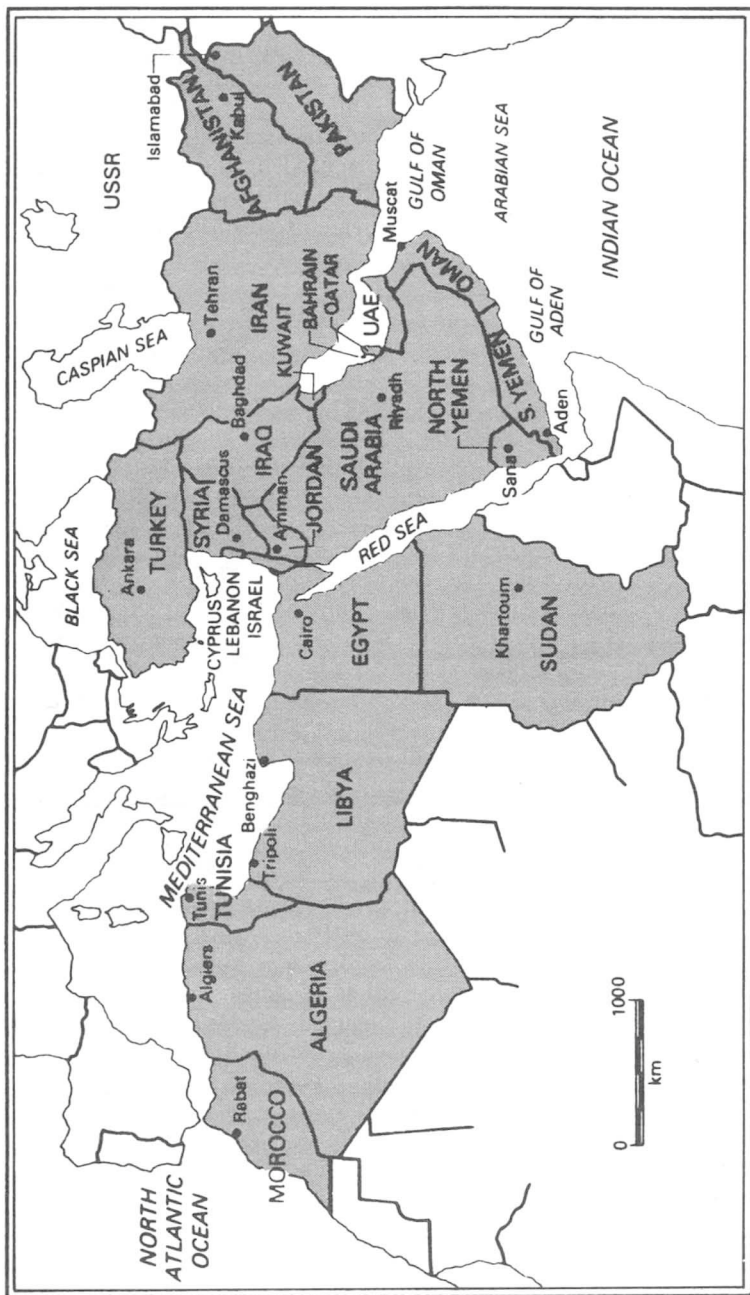 NORTH
ATLANTIC
OCEAN
MEDITERRANEAN SEA
BLACK SEA
CASPIAN SEA
USSR
Rabat
MOROCCO
Algiers
ALGERIA
Tunis
TUNISIA
Tripoli
Benghazi
LIBYA
Cairo
EGYPT
Khartoum
SUDAN
Ankara
TURKEY
CYPRUS
LEBANON
ISRAEL
SYRIA
Damascus
Amman
JORDAN
Baghdad
IRAQ
Tehran
IRAN
KUWAIT
BAHRAIN
QATAR
UAE
SAUDI
ARABIA
Riyadh
NORTH
YEMEN
Sana
S. YEMEN
Aden
OMAN
Muscat
RED SEA
Islamabad
AFGHANISTAN
Kabul
PAKISTAN
GULF OF
OMAN
ARABIAN SEA
GULF OF
ADEN
INDIAN OCEAN
0 1000
km